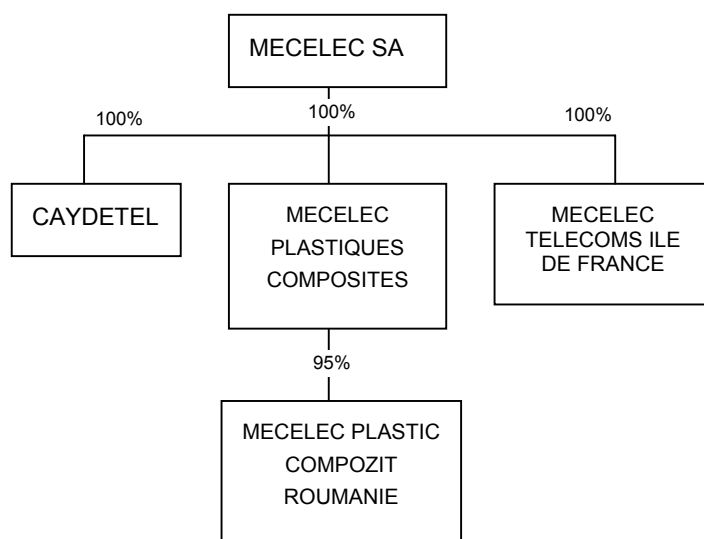 MECELEC SA
100%
100%
100%
CAYDETEL
MECELEC
PLASTIQUES
COMPOSITES
MECELEC
TELECOMS ILE
DE FRANCE
95%
MECELEC PLASTIC
COMPOZIT
ROUMANIE